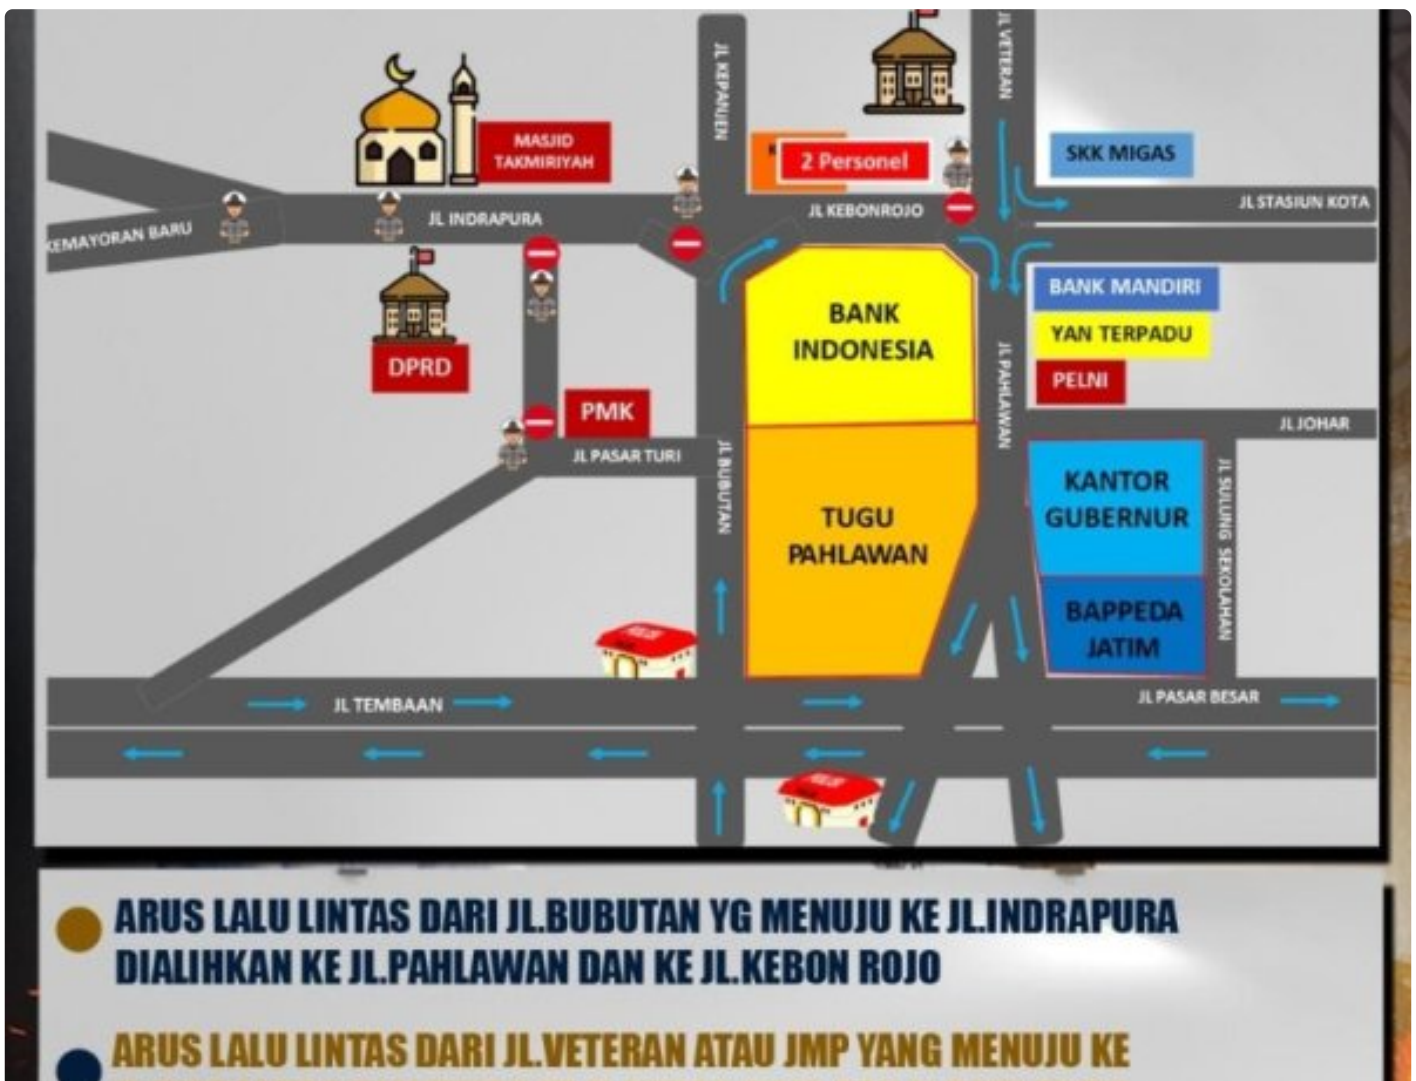 JL KEPANJEN
JL VETERAN
MASJID
TAKMIRIYAH
2 Personel
SKK MIGAS
JL STASIUN KOTA
JL KEBONROJO
JL INDRAPURA
KEMAYORAN BARU
BANK MANDIRI
YAN TERPADU
PELNI
BANK
INDONESIA
JL PAHLAWAN
DPRD
PMK
JL JOHAR
JL PASAR TURI
JL BUBUTAN
KANTOR
GUBERNUR
JL SULUNG SEKOLAHAN
TUGU
PAHLAWAN
BAPPEDA
JATIM
JL TEMBAAN
JL PASAR BESAR
ARUS LALU LINTAS DARI JL.BUBUTAN YG MENUJU KE JL.INDRAPURA
DIALIHKAN KE JL.PAHLAWAN DAN KE JL.KEBON ROJO
ARUS LALU LINTAS DARI JL.VETERAN ATAU JMP YANG MENUJU KE